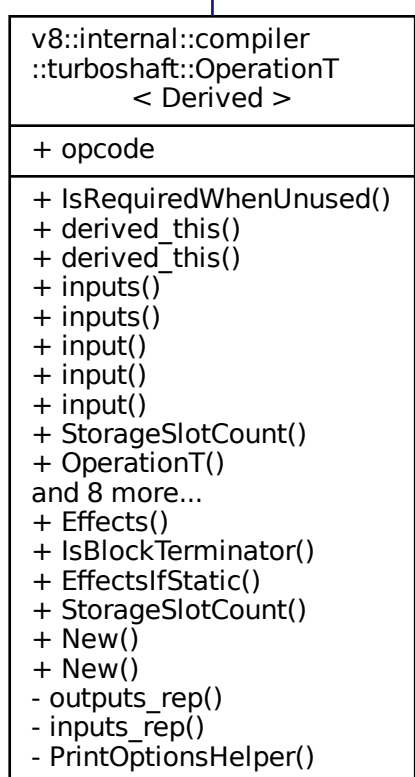 v8::internal::compiler
::turboshaft::OperationT
< Derived >
+ opcode
+ IsRequiredWhenUnused()
+ derived_this()
+ derived_this()
+ inputs()
+ inputs()
+ input()
+ input()
+ input()
+ StorageSlotCount()
+ OperationT()
and 8 more...
+ Effects()
+ IsBlockTerminator()
+ EffectsIfStatic()
+ StorageSlotCount()
+ New()
+ New()
- outputs_rep()
- inputs_rep()
- PrintOptionsHelper()